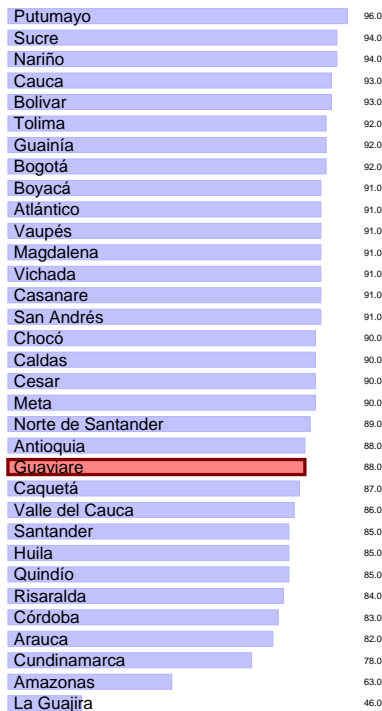 Putumayo 96.0
Sucre 94.0
Nariño 94.0
Cauca 93.0
Bolivar 93.0
Tolima 92.0
Guainía 92.0
Bogotá 92.0
Boyacá 91.0
Atlántico 91.0
Vaupés 91.0
Magdalena 91.0
Vichada 91.0
Casanare 91.0
San Andrés 91.0
Chocó 90.0
Caldas 90.0
Cesar 90.0
Meta 90.0
Norte de Santander 89.0
Antioquia 88.0
Guaviare 88.0
Caquetá 87.0
Valle del Cauca 86.0
Santander 85.0
Huila 85.0
Quindío 85.0
Risaralda 84.0
Córdoba 83.0
Arauca 82.0
Cundinamarca 78.0
Amazonas 63.0
La Guajira 46.0